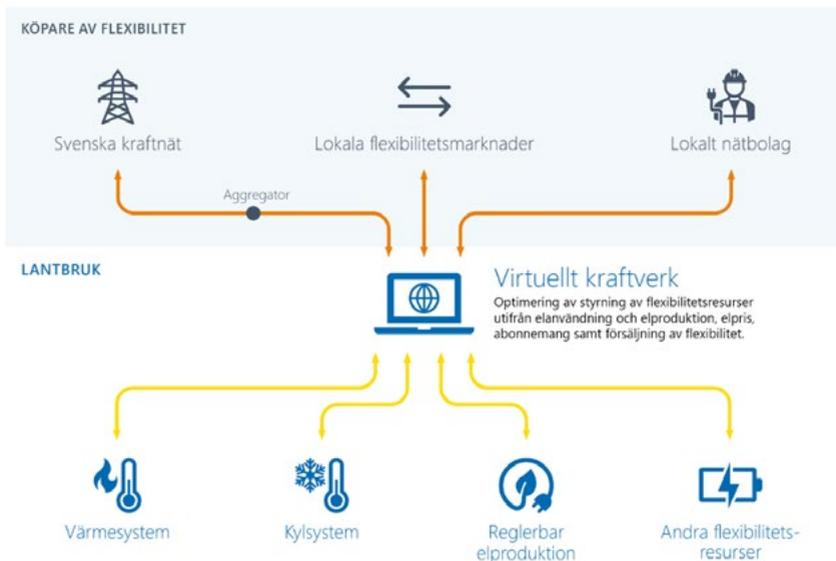 KÖPARE AV FLEXIBILITET
Svenska kraftnät
Lokala flexibilitetsmarknader
Lokalt nätbolag
Aggregator
LANTBRUK
Virtuellt kraftverk
Optimering av styrning av flexibilitetsresurser
utifrån elanvändning och elproduktion, elpris,
abonnemang samt försäljning av flexibilitet.
Värmesystem
Kylsystem
Reglerbar
elproduktion
Andra flexibilitets-
resurser